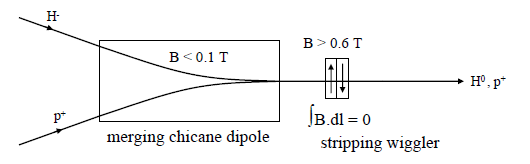 H-
B < 0.1 T
B > 0.6 T
H⁰, p⁺
p⁺
∫B.dl = 0
merging chicane dipole
stripping wiggler